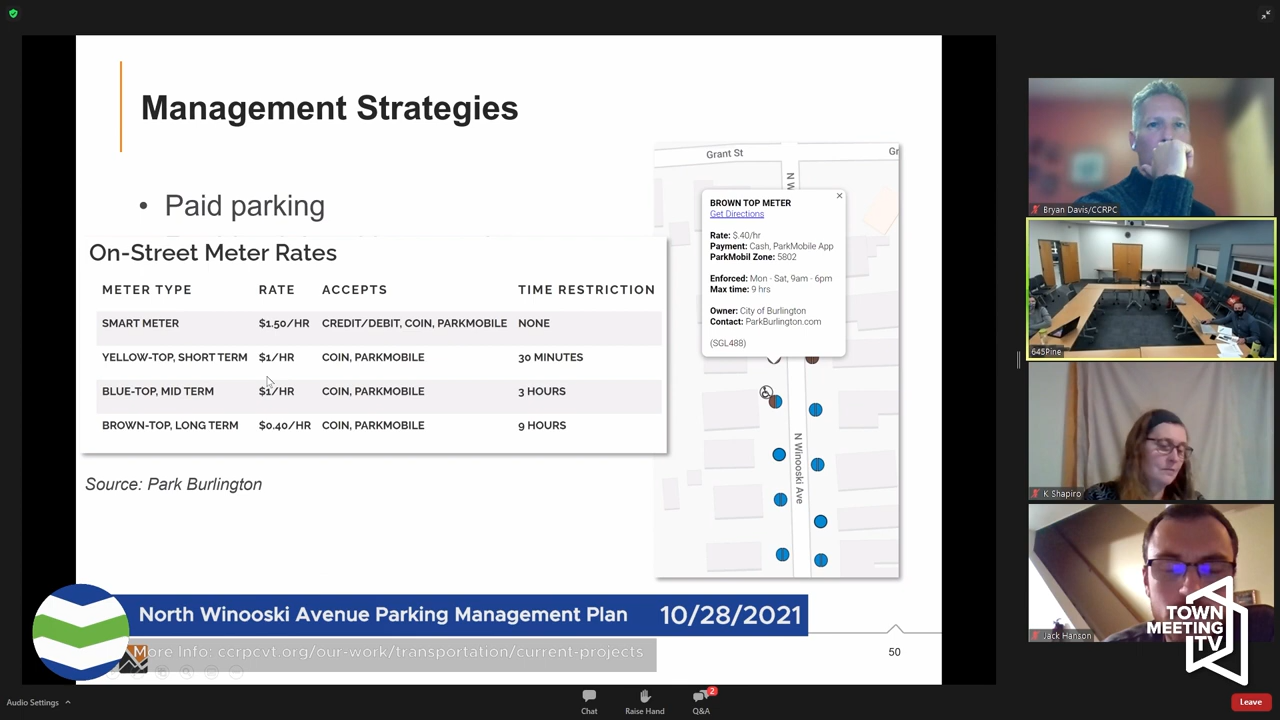 Management Strategies
• Paid parking
On-Street Meter Rates
METER TYPE RATE ACCEPTS TIME RESTRICTION
SMART METER $1.50/HR CREDIT/DEBIT, COIN, PARKMOBILE NONE
YELLOW-TOP, SHORT TERM $1/HR COIN, PARKMOBILE 30 MINUTES
BLUE-TOP, MID TERM $1/HR COIN, PARKMOBILE 3 HOURS
BROWN-TOP, LONG TERM $0.40/HR COIN, PARKMOBILE 9 HOURS
Source: Park Burlington
Grant St
Gr
N W
BROWN TOP METER
Get Directions
Rate: $.40/hr
Payment: Cash, ParkMobile App
ParkMobil Zone: 5802
Enforced: Mon - Sat, 9am - 6pm
Max time: 9 hrs
Owner: City of Burlington
Contact: ParkBurlington.com
(SGL488)
N Winooski Ave
North Winooski Avenue Parking Management Plan 10/28/2021
More Info: ccrpcvt.org/our-work/transportation/current-projects
50
Bryan Davis/CCRPC
645Pine
K Shapiro
Jack Hanson
TOWN
MEETING
TV
Audio Settings
Chat
Raise Hand
2
Q&A
Leave